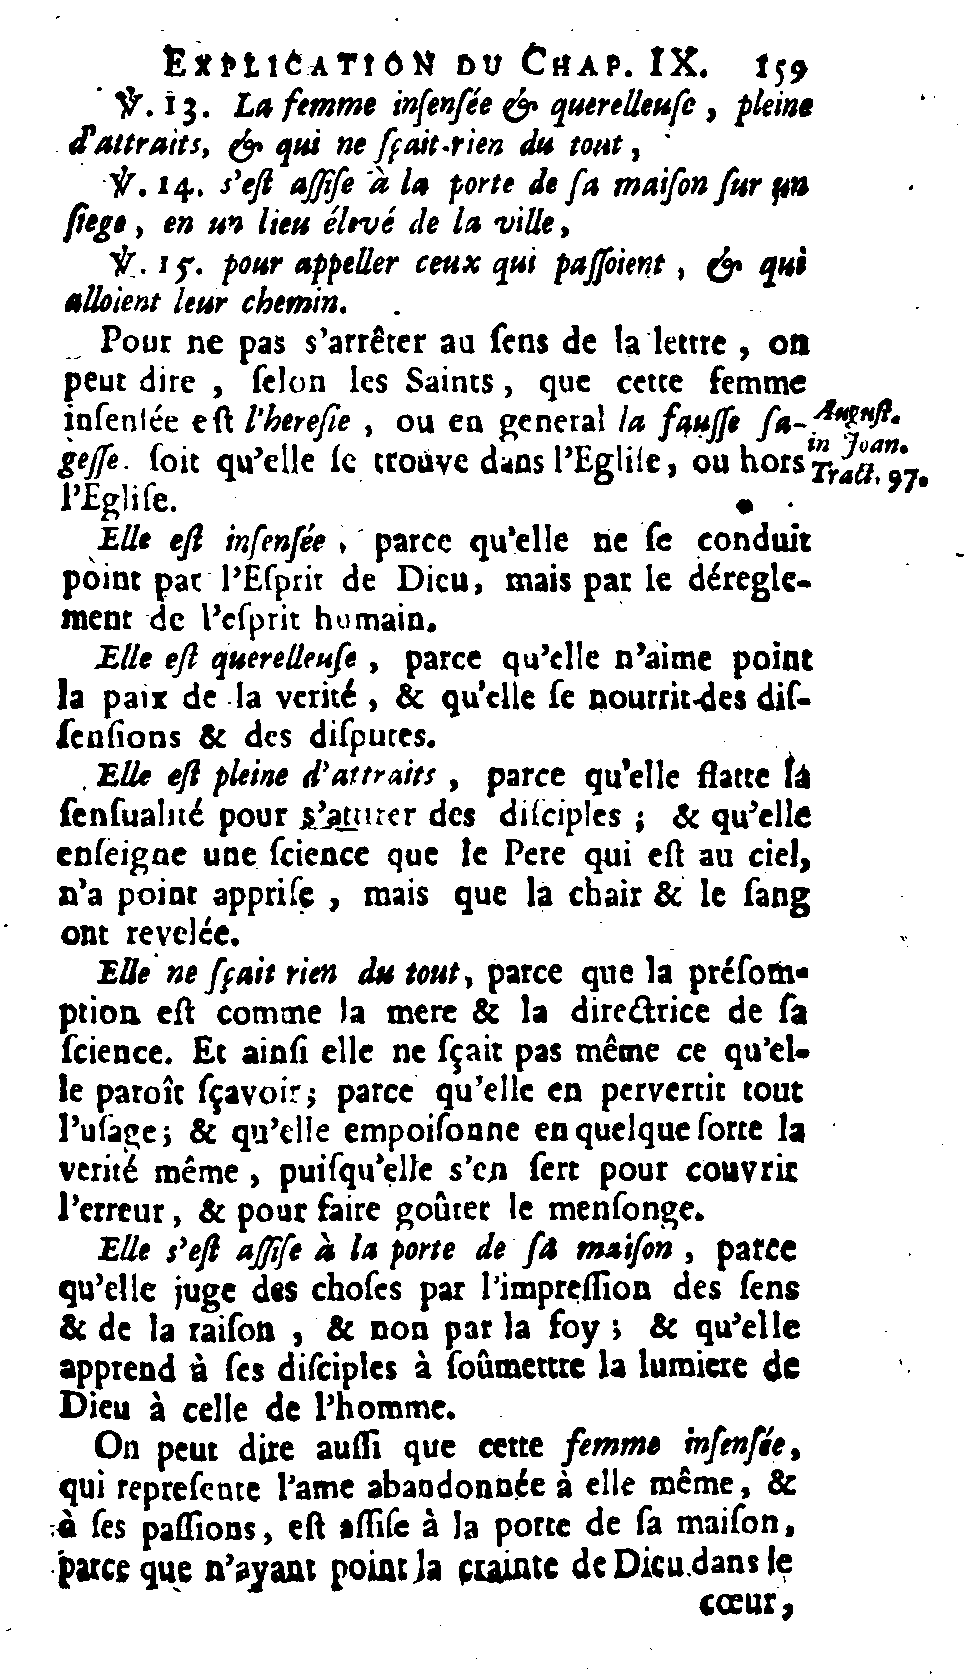 EXPLICATION DU CHAP. IX. 159
℣. 13. La femme inſenſée & querelleuſe, pleine
d'attraits, & qui ne ſçait rien du tout,
℣. 14. s'eſt aſſiſe à la porte de ſa maiſon ſur un
ſiege, en un lieu élevé de la ville,
℣. 15. pour appeller ceux qui paſſoient, & qui
alloient leur chemin.
Pour ne pas s'arrêter au ſens de la lettre, on
peut dire, ſelon les Saints, que cette femme
inſenſée eſt l'hereſie, ou en general la fauſſe ſa-
geſſe. ſoit qu'elle ſe trouve dans l'Egliſe, ou hors
l'Egliſe.
Auguſt.
in Joan.
Tract. 97.
Elle eſt inſenſée, parce qu'elle ne ſe conduit
point par l'Eſprit de Dieu, mais par le déregle-
ment de l'eſprit humain.
Elle eſt querelleuſe, parce qu'elle n'aime point
la paix de la verité, & qu'elle ſe nourrit des diſ-
ſenſions & des diſputes.
Elle eſt pleine d'attraits, parce qu'elle flatte la
ſenſualité pour s'attirer des diſciples; & qu'elle
enſeigne une ſcience que le Pere qui eſt au ciel,
n'a point appriſe, mais que la chair & le ſang
ont revelée.
Elle ne ſçait rien du tout, parce que la préſom-
ption eſt comme la mere & la directrice de ſa
ſcience. Et ainſi elle ne ſçait pas même ce qu'el-
le paroît ſçavoir; parce qu'elle en pervertit tout
l'uſage; & qu'elle empoiſonne en quelque ſorte la
verité même, puiſqu'elle s'en ſert pour couvrir
l'erreur, & pour faire goûter le menſonge.
Elle s'eſt aſſiſe à la porte de ſa maiſon, parce
qu'elle juge des choſes par l'impreſſion des ſens
& de la raiſon, & non par la foy; & qu'elle
apprend à ſes diſciples à ſoûmettre la lumiere de
Dieu à celle de l'homme.
On peut dire auſſi que cette femme inſenſée,
qui repreſente l'ame abandonnée à elle même, &
à ſes paſſions, eſt aſſiſe à la porte de ſa maiſon,
parce que n'ayant point la crainte de Dieu dans le
cœur,